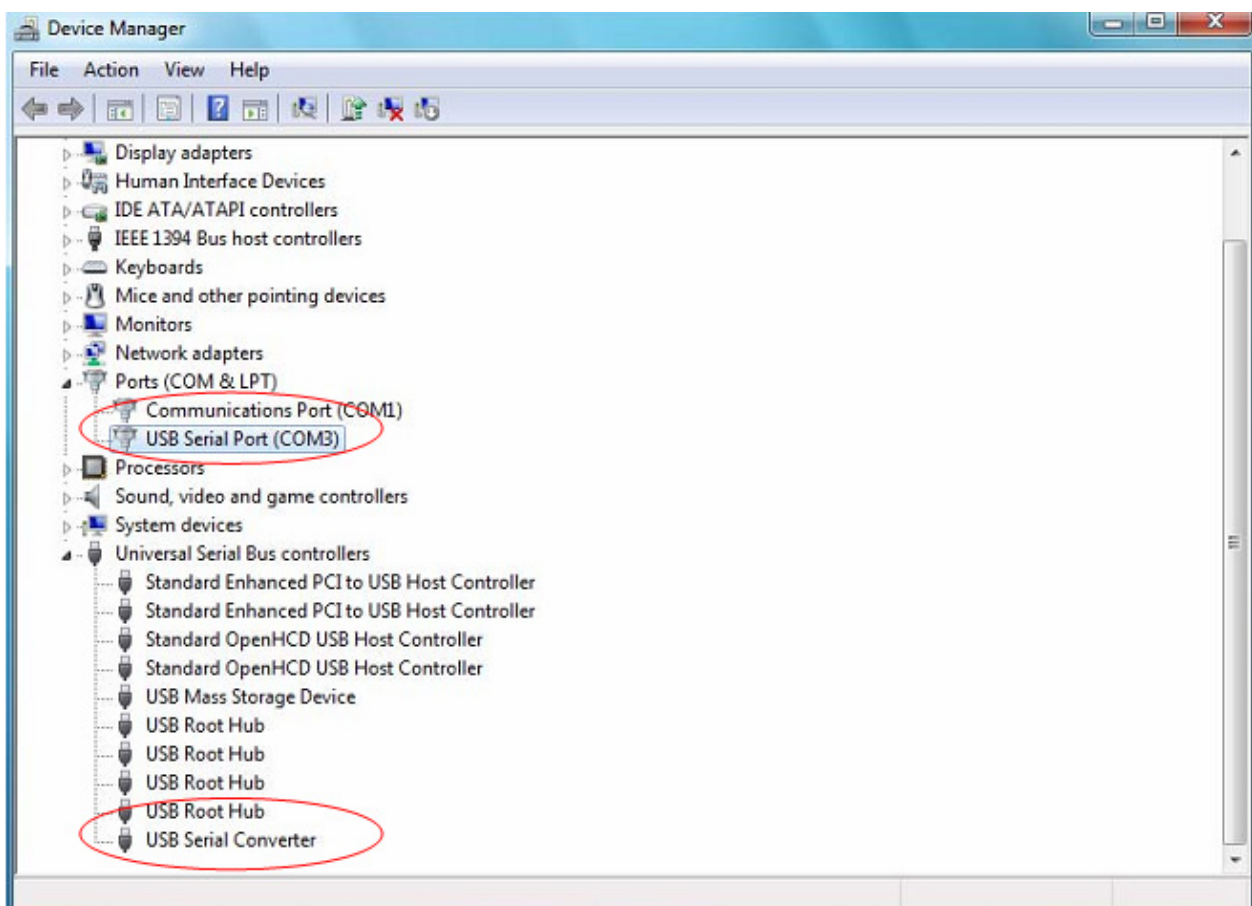 Device Manager
File Action View Help
Display adapters
Human Interface Devices
IDE ATA/ATAPI controllers
IEEE 1394 Bus host controllers
Keyboards
Mice and other pointing devices
Monitors
Network adapters
Ports (COM & LPT)
Communications Port (COM1)
USB Serial Port (COM3)
Processors
Sound, video and game controllers
System devices
Universal Serial Bus controllers
Standard Enhanced PCI to USB Host Controller
Standard Enhanced PCI to USB Host Controller
Standard OpenHCD USB Host Controller
Standard OpenHCD USB Host Controller
USB Mass Storage Device
USB Root Hub
USB Root Hub
USB Root Hub
USB Root Hub
USB Serial Converter